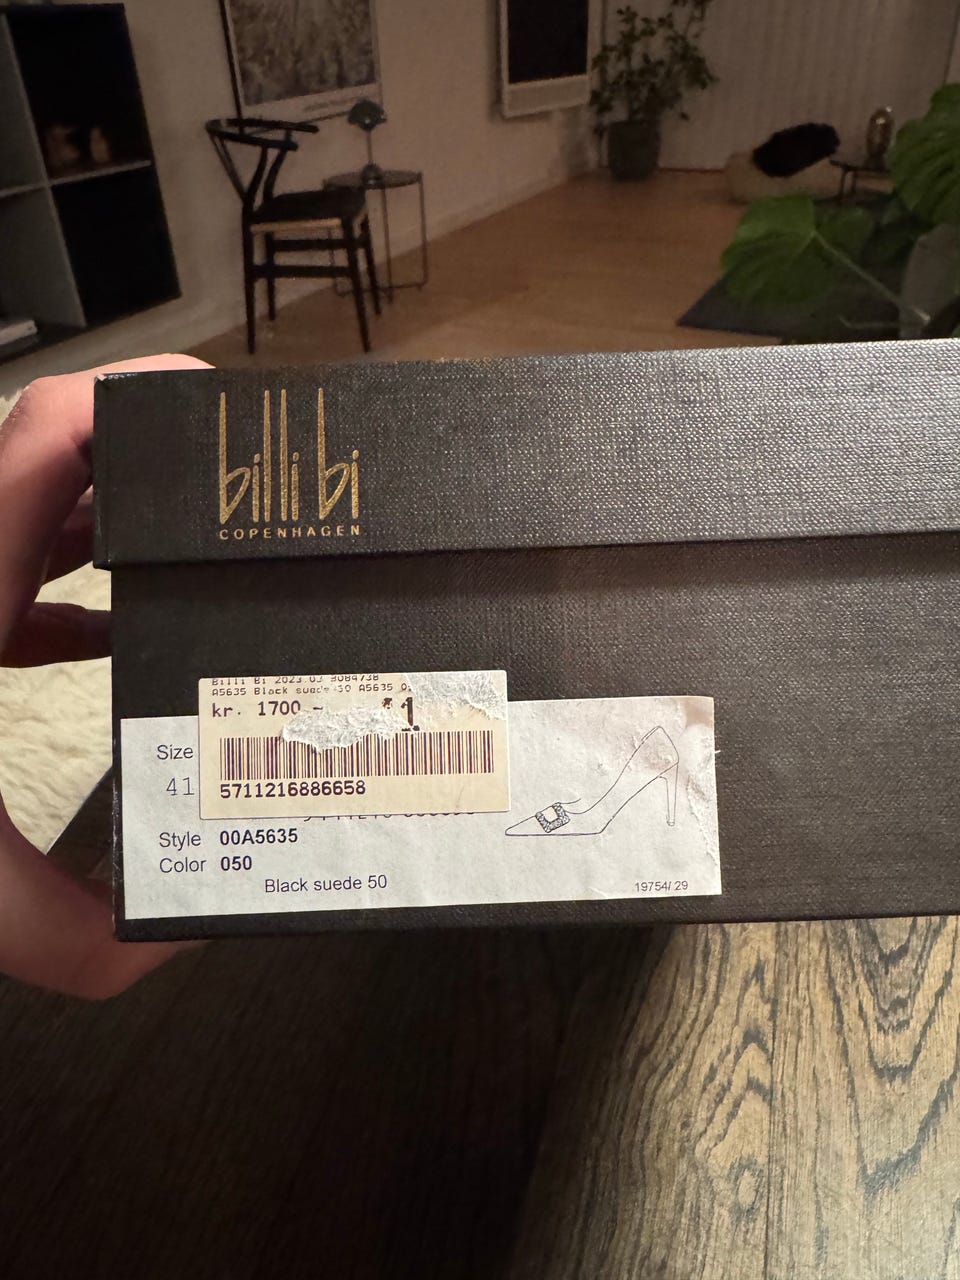 billi bi
COPENHAGEN
Billi Bi 2023.03 9084738
A5635 Black suede 50 A5635 0
kr. 1700
5711216886658
Size
41
Style 00A5635
Color 050
Black suede 50
19754/ 29